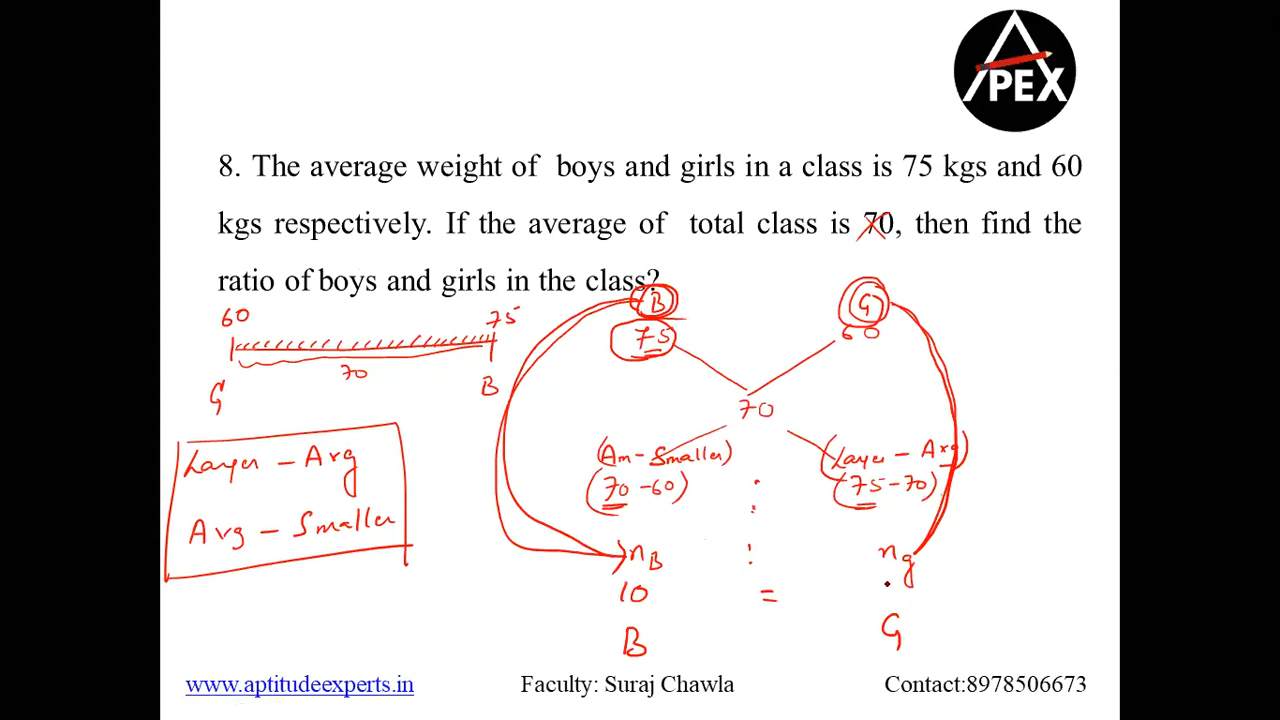 APEX
8. The average weight of boys and girls in a class is 75 kgs and 60
kgs respectively. If the average of total class is 70, then find the
ratio of boys and girls in the class?
60 75
B G
75 60
70
G B
70
Larger - Avg
Avg - Smaller
(Am - Smaller) (Larger - Avg)
(70 - 60) : (75 - 70)
nB : ng
10 =
B G
www.aptitudeexperts.in Faculty: Suraj Chawla Contact:8978506673